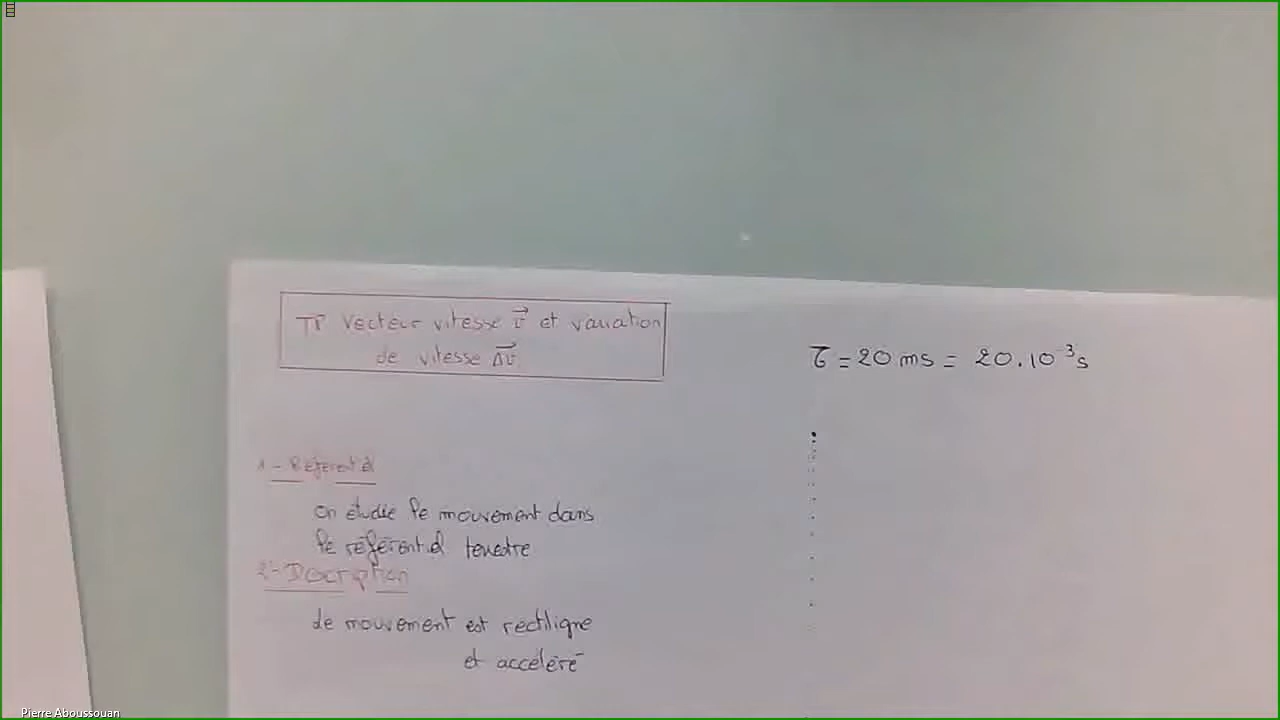 TP Vecteur vitesse v⃗ et variation
de vitesse Δv⃗
τ = 20 ms = 20.10⁻³s
1 - Référentiel
on étudie le mouvement dans
le référentiel terrestre
2 - Description
le mouvement est rectiligne
et accéléré
Pierre Aboussouan